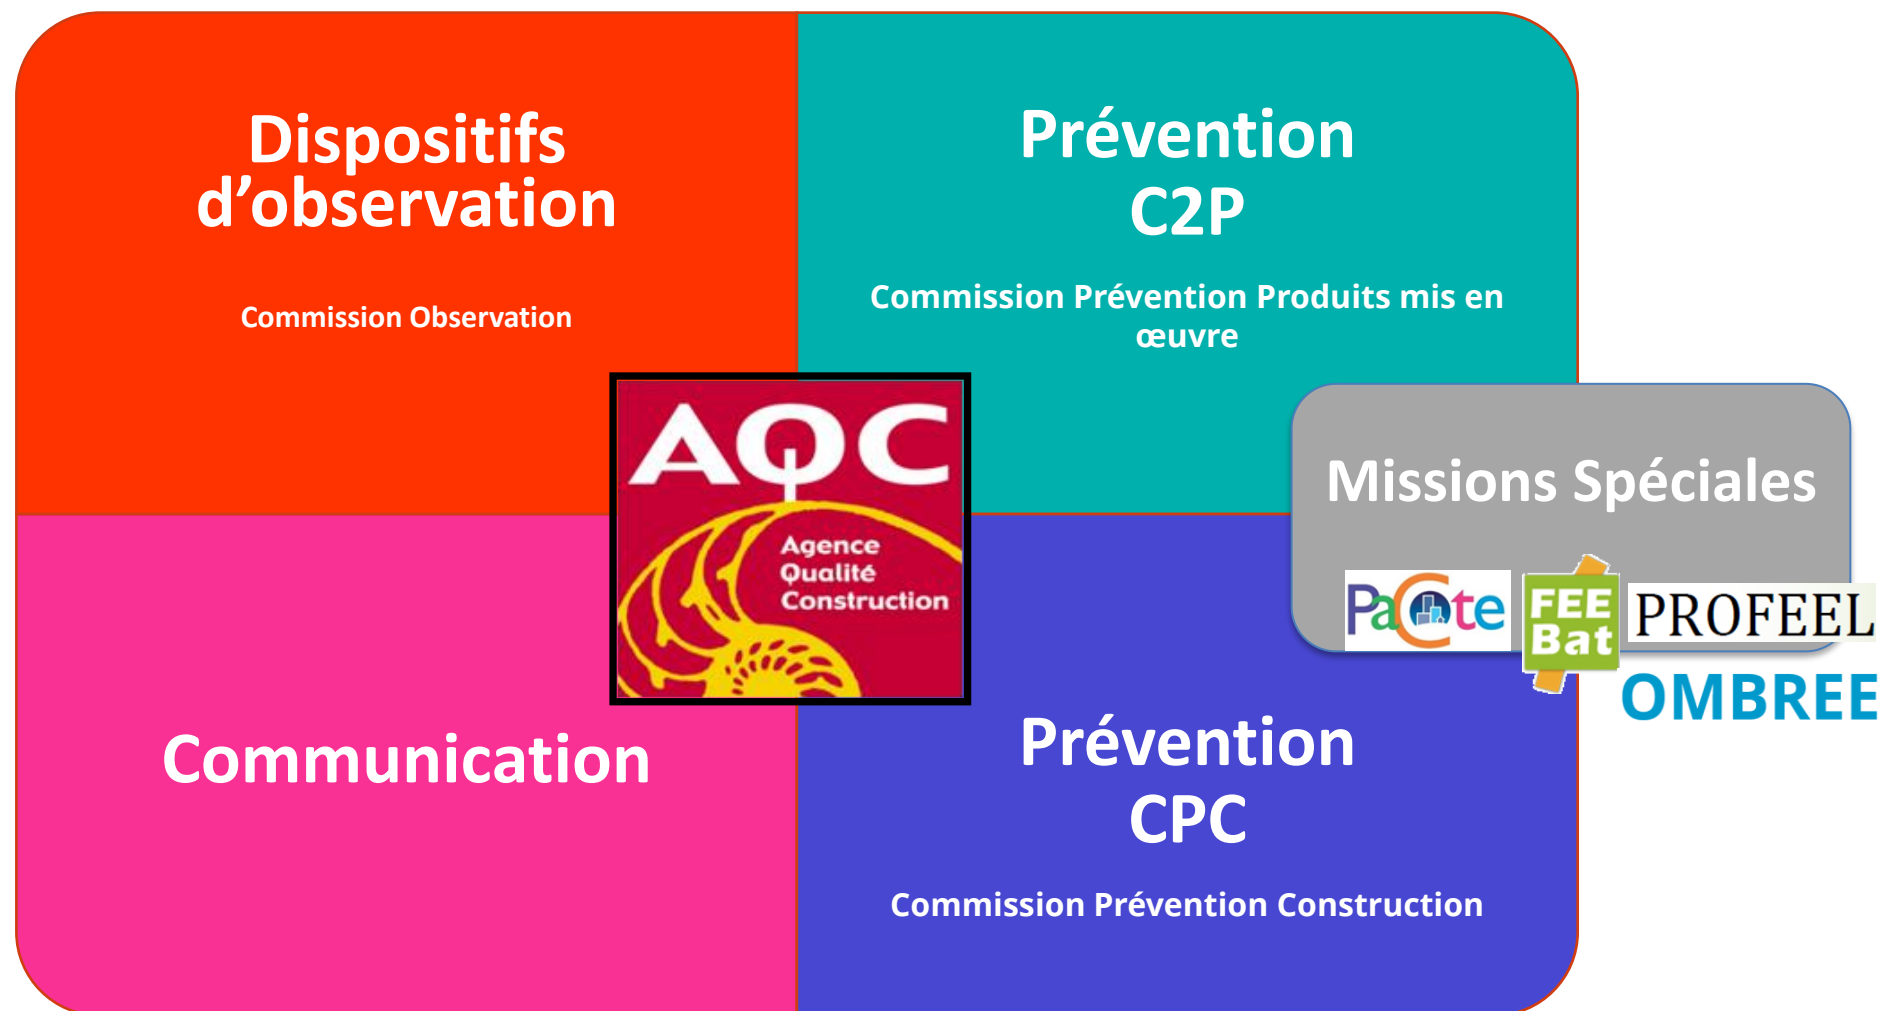 Dispositifs
d’observation
Commission Observation
Prévention
C2P
Commission Prévention Produits mis en
œuvre
AQC
Agence
Qualité
Construction
Missions Spéciales
PaCte
FEE
Bat
PROFEEL
OMBREE
Communication
Prévention
CPC
Commission Prévention Construction